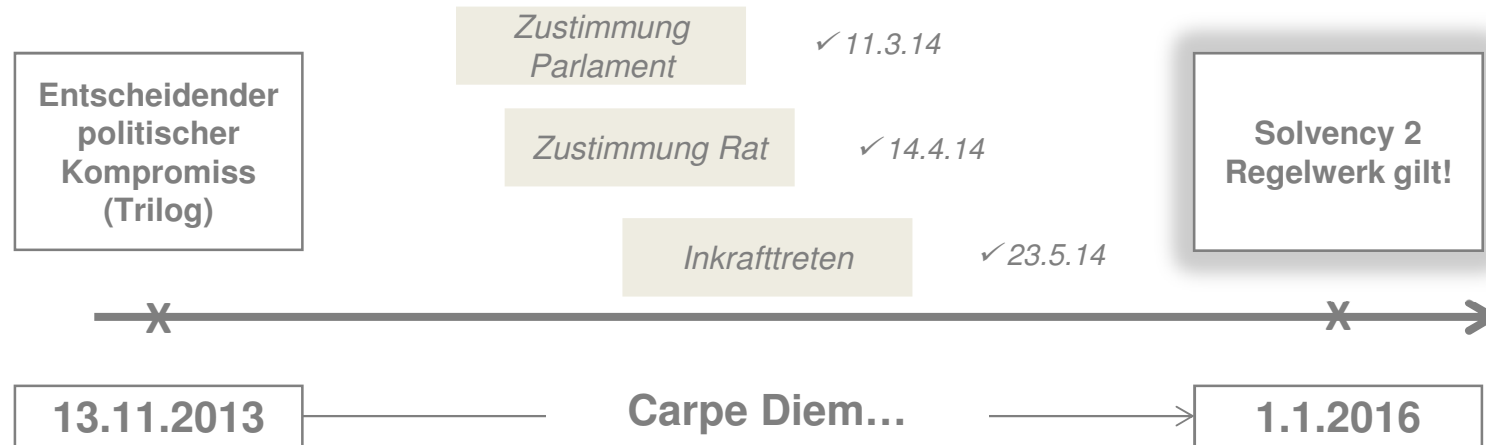 Zustimmung
Parlament
✓ 11.3.14
Entscheidender
politischer
Kompromiss
(Trilog)
Zustimmung Rat
✓ 14.4.14
Solvency 2
Regelwerk gilt!
Inkrafttreten
✓ 23.5.14
X
X
13.11.2013
Carpe Diem...
1.1.2016